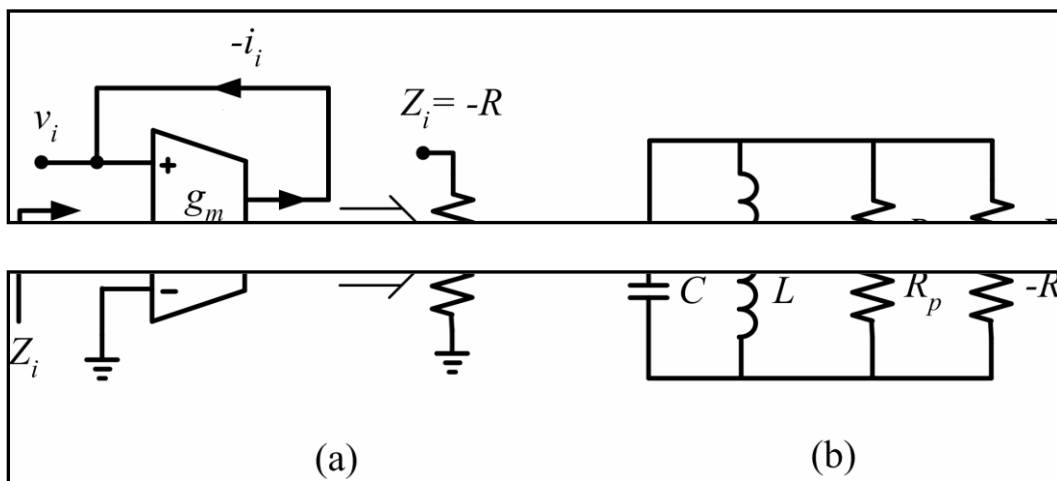 -i_i
v_i
Z_i = -R
+
g_m
-
Z_i
C
L
R_p
-R
(a)
(b)